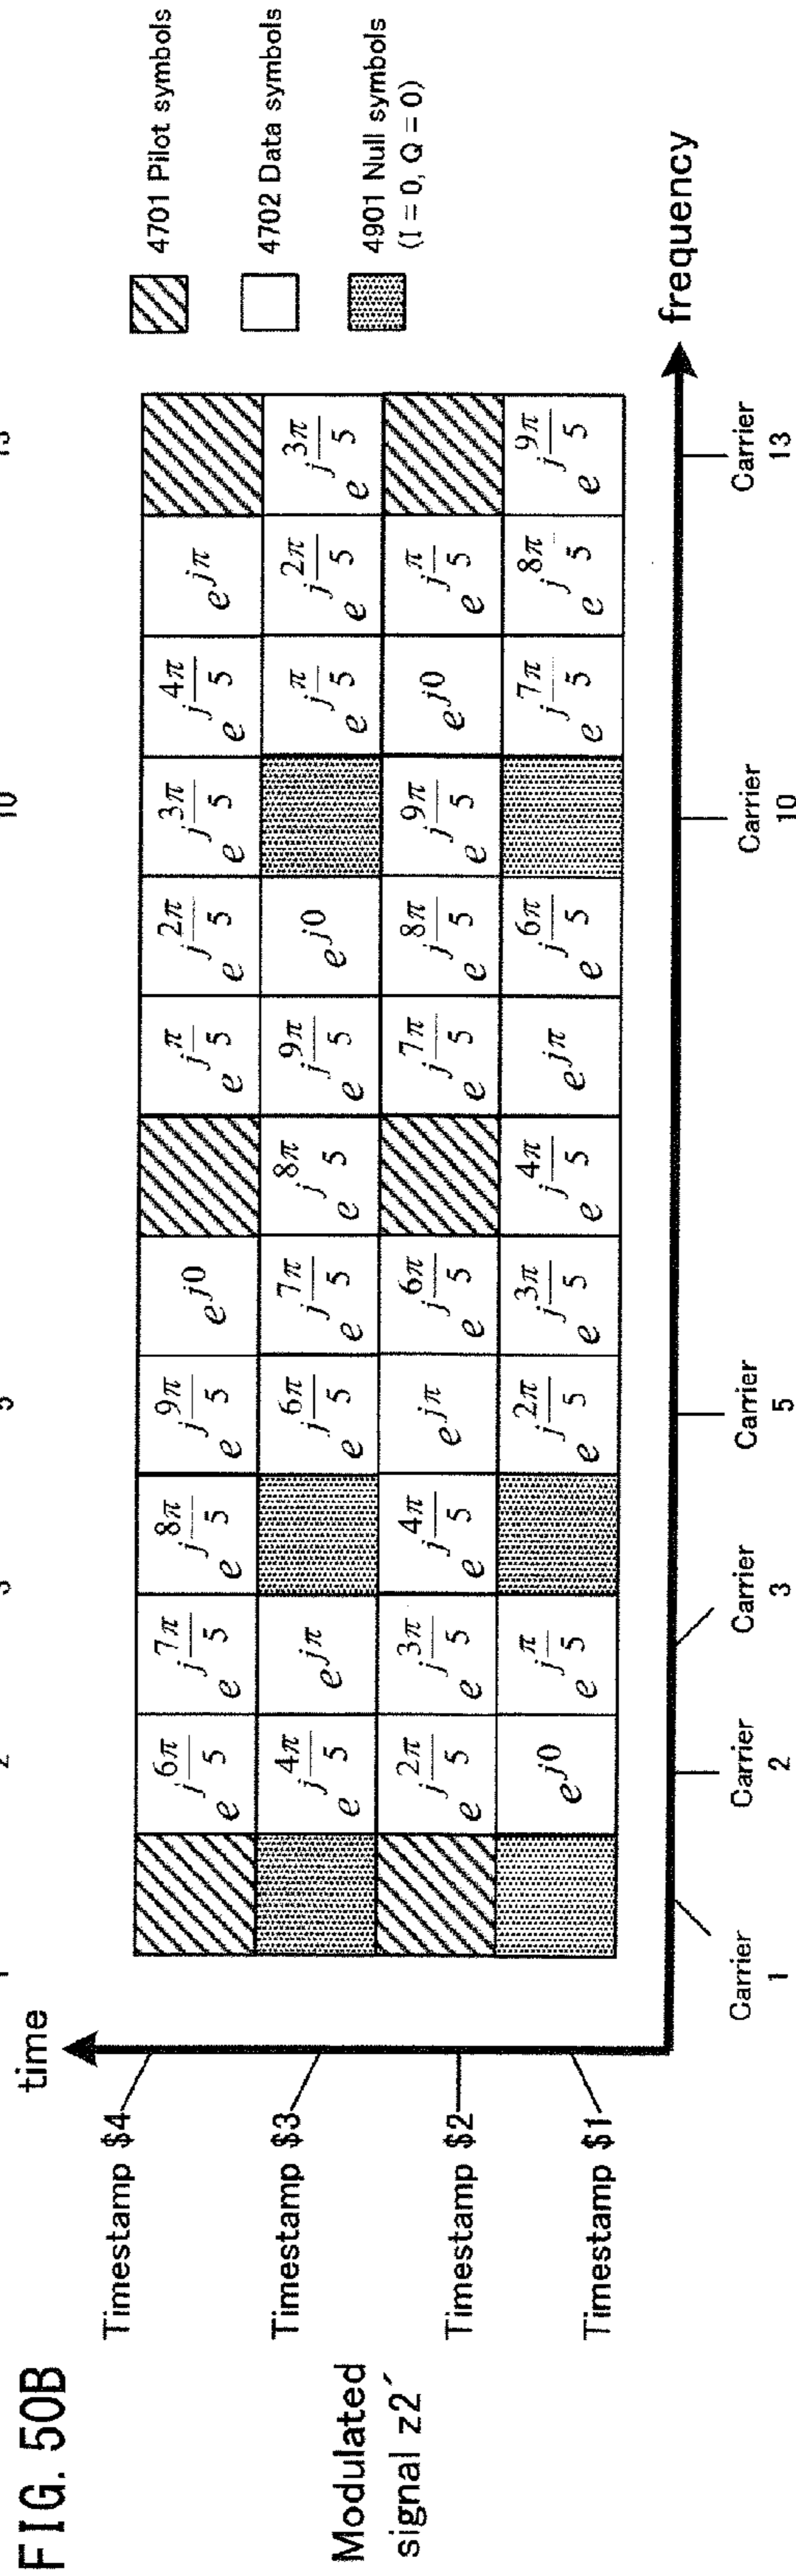 FIG. 50B
Modulated
signal z2´
time
Timestamp $4
Timestamp $3
Timestamp $2
Timestamp $1
e^{j6π/5} e^{j7π/5} e^{j8π/5} e^{j9π/5} e^{j0} e^{jπ/5} e^{j2π/5} e^{j3π/5} e^{j4π/5} e^{jπ}
e^{j4π/5} e^{jπ} e^{j6π/5} e^{j7π/5} e^{j8π/5} e^{j9π/5} e^{j0} e^{jπ/5} e^{j2π/5} e^{j3π/5}
e^{j2π/5} e^{j3π/5} e^{j4π/5} e^{jπ} e^{j6π/5} e^{j7π/5} e^{j8π/5} e^{j9π/5} e^{j0} e^{jπ/5}
e^{j0} e^{jπ/5} e^{j2π/5} e^{j3π/5} e^{j4π/5} e^{jπ} e^{j6π/5} e^{j7π/5} e^{j8π/5} e^{j9π/5}
Carrier 1
Carrier 2
Carrier 3
Carrier 5
Carrier 10
Carrier 13
frequency
4701 Pilot symbols
4702 Data symbols
4901 Null symbols
(I = 0, Q = 0)